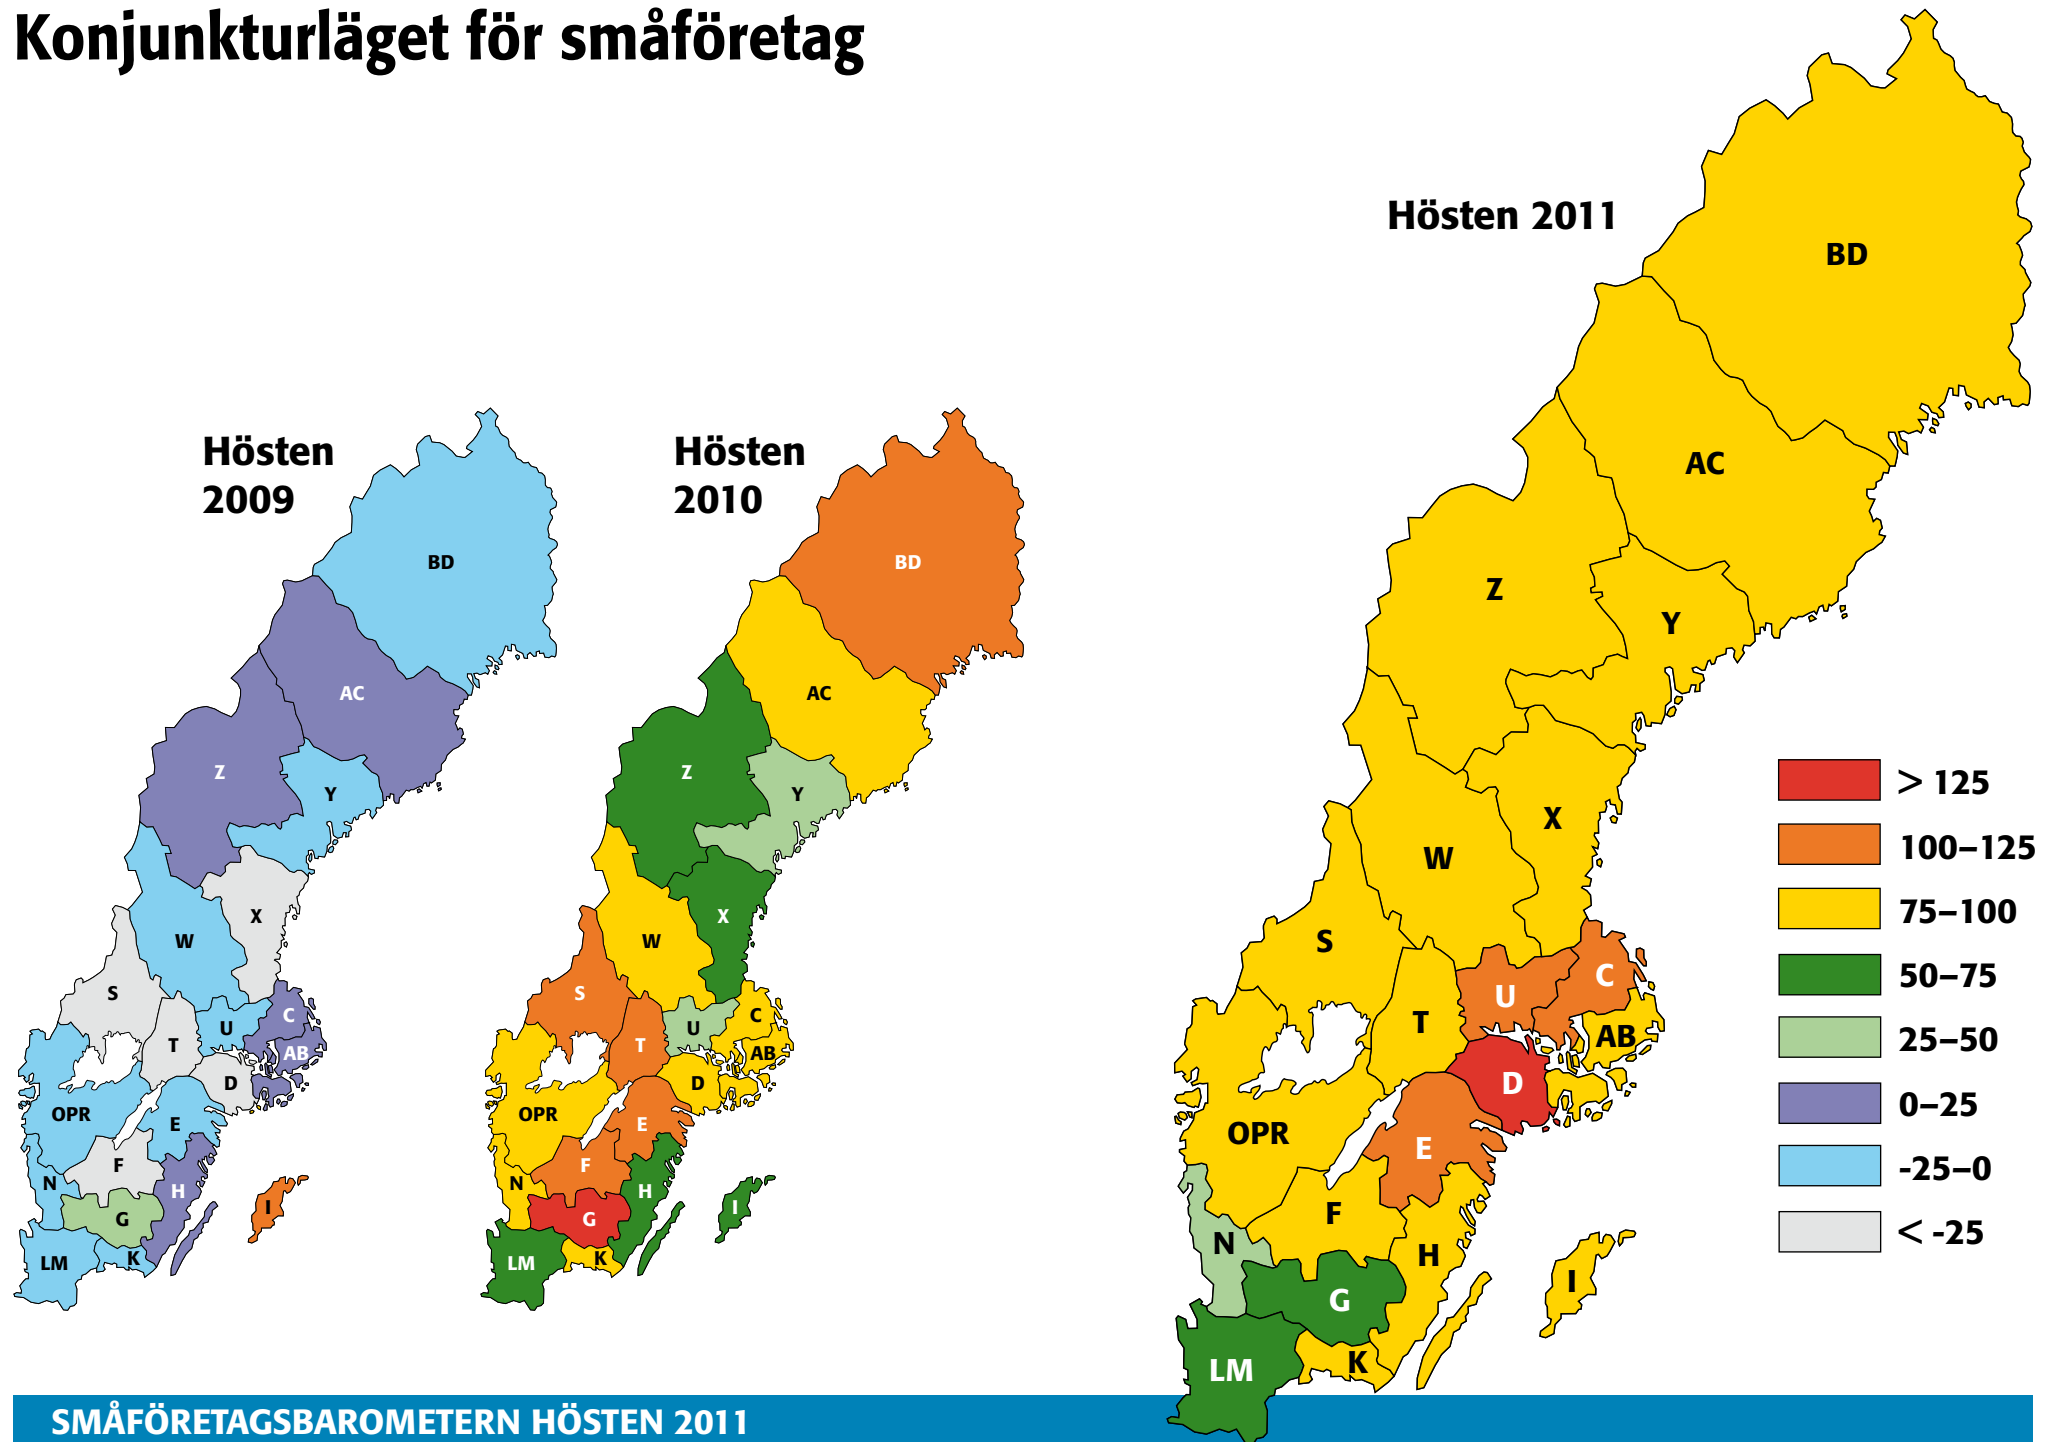 Konjunkturläget för småföretag
Hösten
2009
BD
AC
Z
Y
X
W
S
T
U
C
AB
D
OPR
E
F
N
H
G
I
LM
K
Hösten
2010
BD
AC
Z
Y
X
W
S
T
U
C
AB
D
OPR
E
F
N
H
G
I
LM
K
Hösten 2011
BD
AC
Z
Y
X
W
S
T
U
C
AB
D
OPR
E
F
N
H
G
I
LM
K
> 125
100–125
75–100
50–75
25–50
0–25
-25–0
< -25
SMÅFÖRETAGSBAROMETERN HÖSTEN 2011